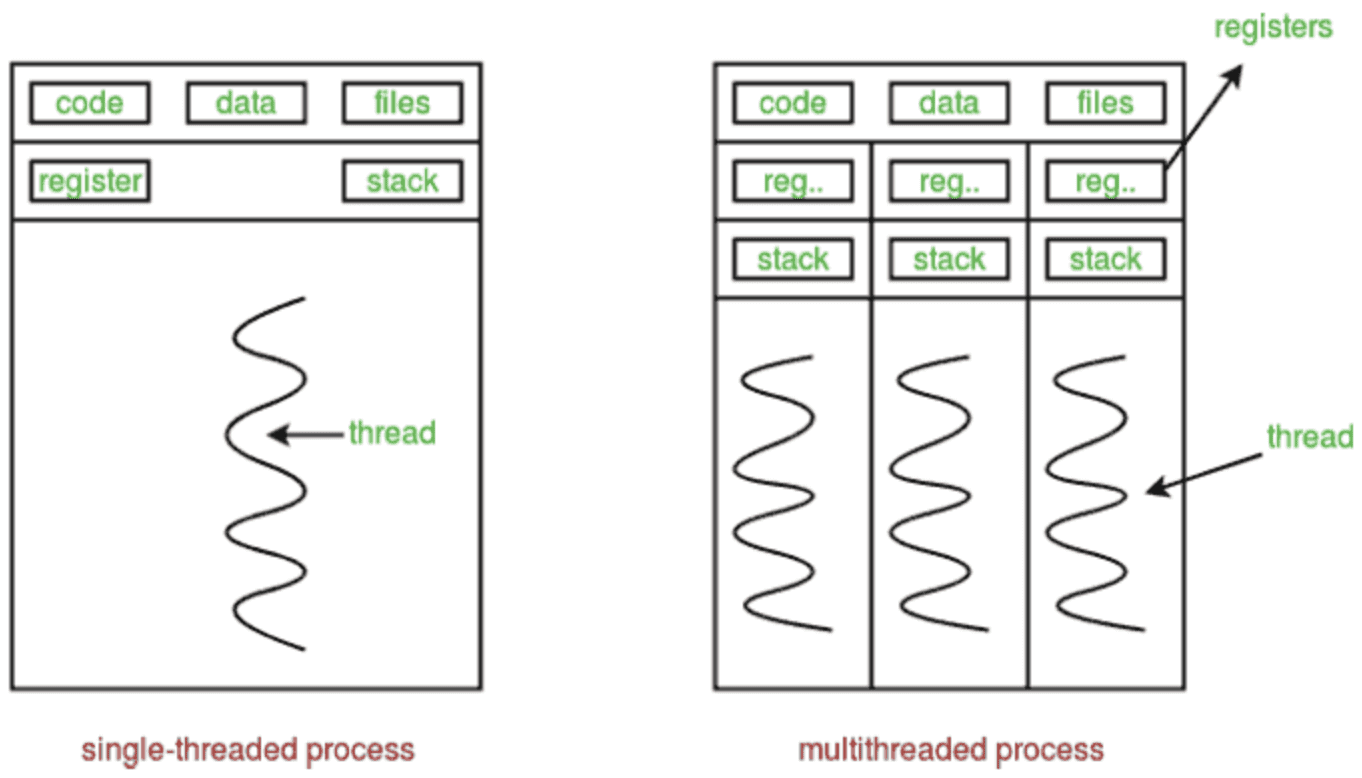 registers
code data files
register stack
thread
single-threaded process
code data files
reg.. reg.. reg..
stack stack stack
thread
multithreaded process